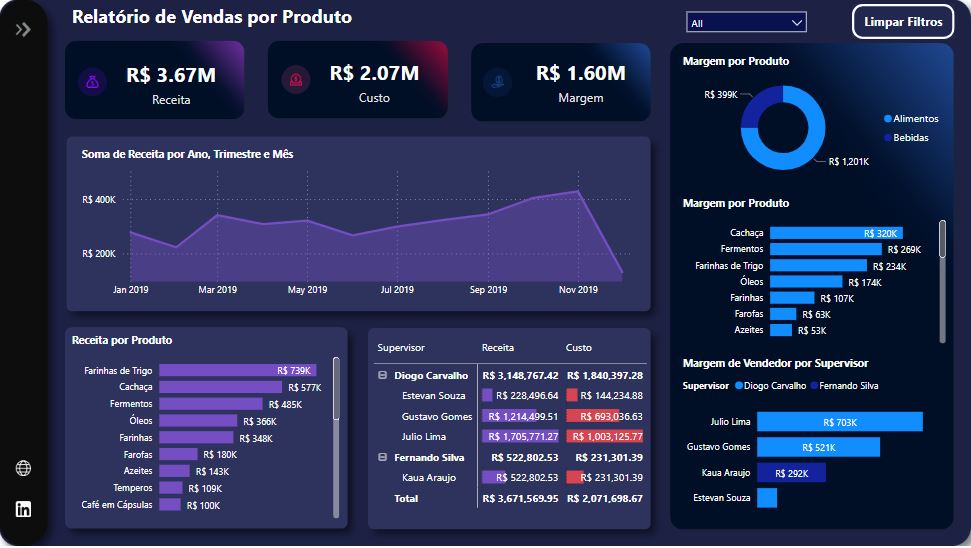 Relatório de Vendas por Produto
All
Limpar Filtros
R$ 3.67M
Receita
R$ 2.07M
Custo
R$ 1.60M
Margem
Soma de Receita por Ano, Trimestre e Mês
R$ 400K
R$ 200K
Jan 2019 Mar 2019 May 2019 Jul 2019 Sep 2019 Nov 2019
Receita por Produto
Farinhas de Trigo R$ 739K
Cachaça R$ 577K
Fermentos R$ 485K
Óleos R$ 366K
Farinhas R$ 348K
Farofas R$ 180K
Azeites R$ 143K
Temperos R$ 109K
Café em Cápsulas R$ 100K
Supervisor Receita Custo
Diogo Carvalho R$ 3,148,767.42 R$ 1,840,397.28
Estevan Souza R$ 228,496.64 R$ 144,234.88
Gustavo Gomes R$ 1,214,499.51 R$ 693,036.63
Julio Lima R$ 1,705,771.27 R$ 1,003,125.77
Fernando Silva R$ 522,802.53 R$ 231,301.39
Kaua Araujo R$ 522,802.53 R$ 231,301.39
Total R$ 3,671,569.95 R$ 2,071,698.67
Margem por Produto
R$ 399K
R$ 1,201K
Alimentos
Bebidas
Margem por Produto
Cachaça R$ 320K
Fermentos R$ 269K
Farinhas de Trigo R$ 234K
Óleos R$ 174K
Farinhas R$ 107K
Farofas R$ 63K
Azeites R$ 53K
Margem de Vendedor por Supervisor
Supervisor Diogo Carvalho Fernando Silva
Julio Lima R$ 703K
Gustavo Gomes R$ 521K
Kaua Araujo R$ 292K
Estevan Souza
in